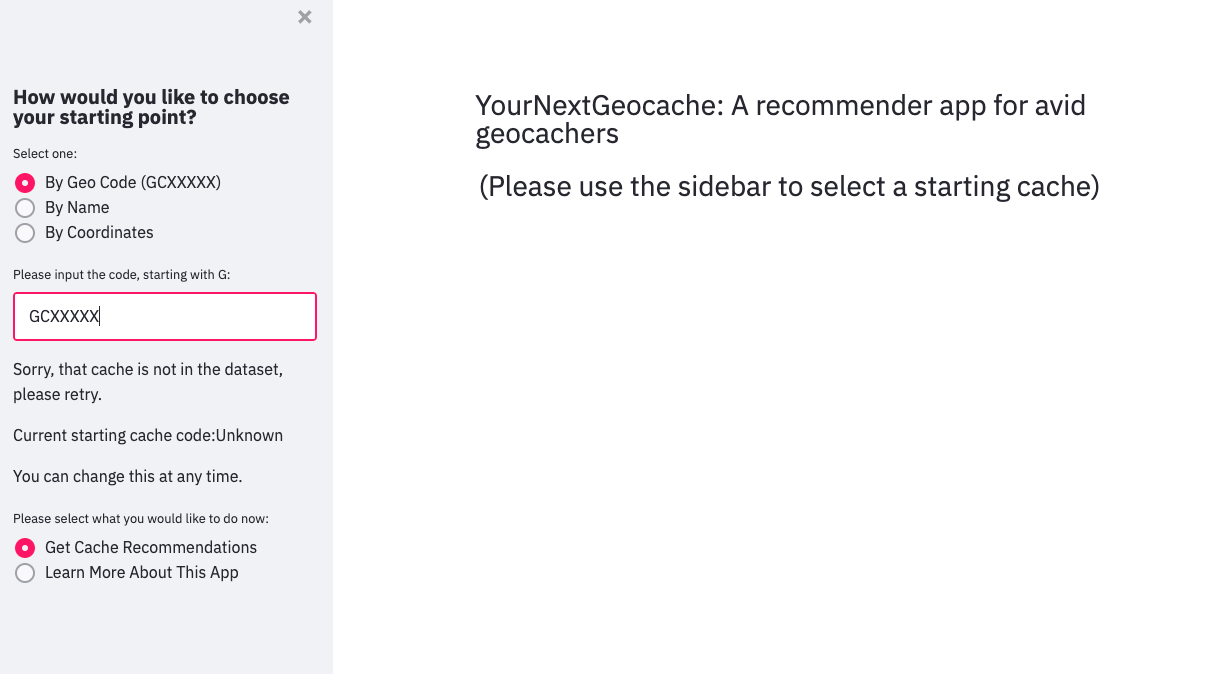 How would you like to choose
your starting point?
Select one:
By Geo Code (GCXXXXX)
By Name
By Coordinates
Please input the code, starting with G:
GCXXXXX
Sorry, that cache is not in the dataset,
please retry.
Current starting cache code:Unknown
You can change this at any time.
Please select what you would like to do now:
Get Cache Recommendations
Learn More About This App
YourNextGeocache: A recommender app for avid
geocachers
(Please use the sidebar to select a starting cache)